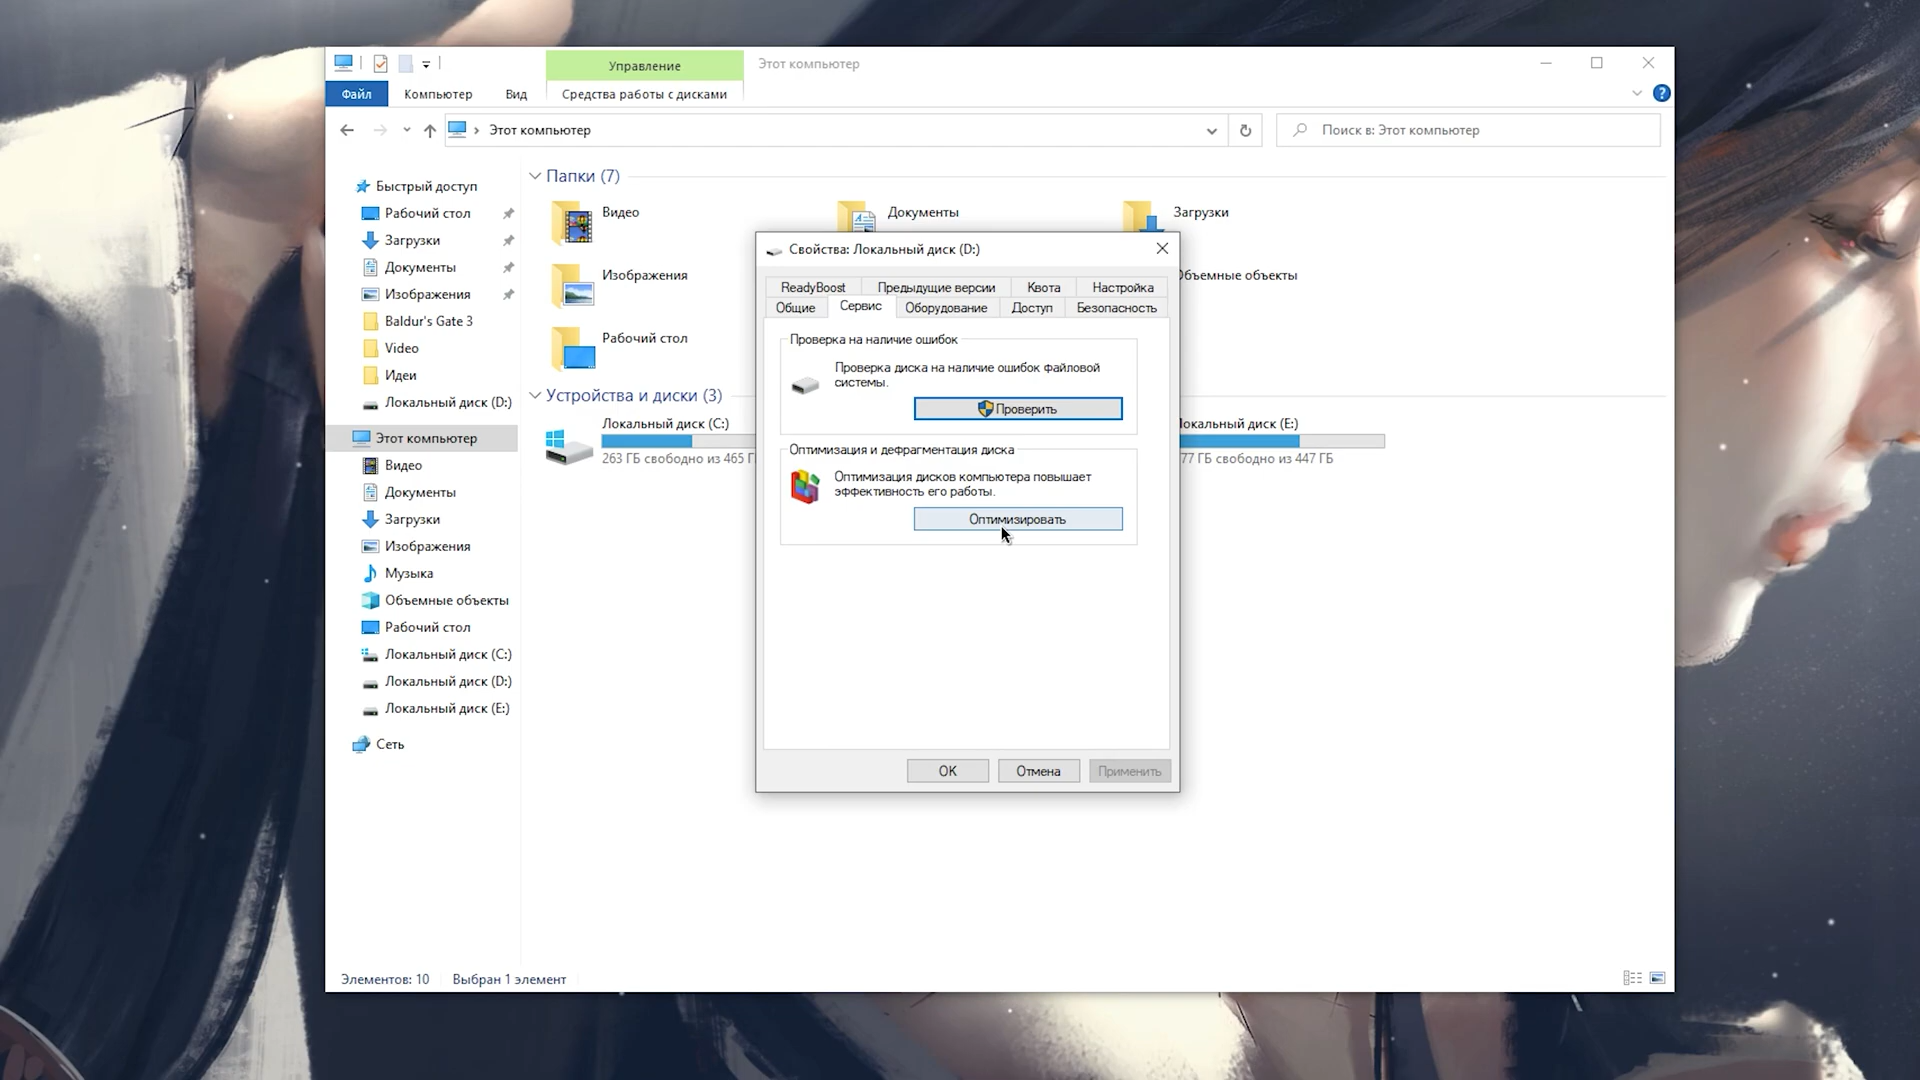 Управление
Этот компьютер
Файл
Компьютер
Вид
Средства работы с дисками
Этот компьютер
Поиск в: Этот компьютер
Быстрый доступ
Рабочий стол
Загрузки
Документы
Изображения
Baldur's Gate 3
Video
Идеи
Локальный диск (D:)
Этот компьютер
Видео
Документы
Загрузки
Изображения
Музыка
Объемные объекты
Рабочий стол
Локальный диск (C:)
Локальный диск (D:)
Локальный диск (E:)
Сеть
Папки (7)
Видео
Документы
Загрузки
Изображения
Объемные объекты
Рабочий стол
Устройства и диски (3)
Локальный диск (C:)
263 ГБ свободно из 465 Г
локальный диск (E:)
77 ГБ свободно из 447 ГБ
Свойства: Локальный диск (D:)
ReadyBoost
Предыдущие версии
Квота
Настройка
Общие
Сервис
Оборудование
Доступ
Безопасность
Проверка на наличие ошибок
Проверка диска на наличие ошибок файловой
системы.
Проверить
Оптимизация и дефрагментация диска
Оптимизация дисков компьютера повышает
эффективность его работы.
Оптимизировать
OK
Отмена
Применить
Элементов: 10
Выбран 1 элемент